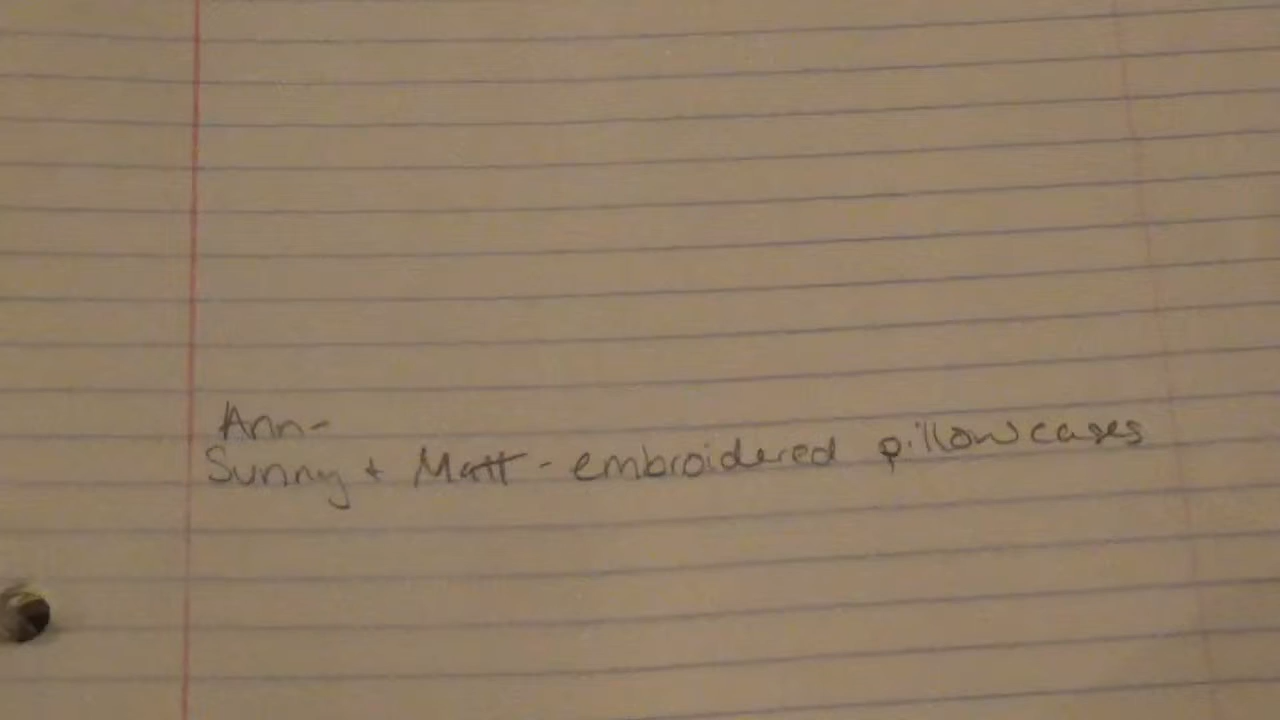 Ann-
Sunny + Matt - embroidered pillowcases